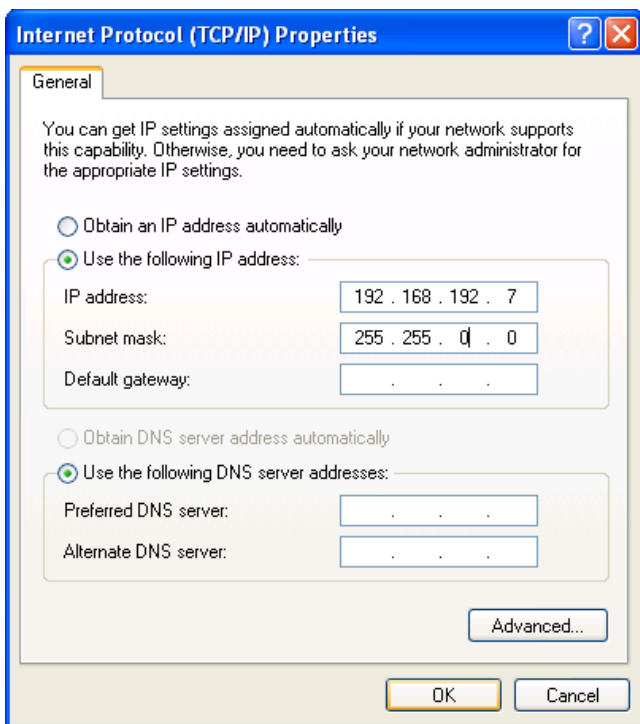 Internet Protocol (TCP/IP) Properties
General
You can get IP settings assigned automatically if your network supports
this capability. Otherwise, you need to ask your network administrator for
the appropriate IP settings.
Obtain an IP address automatically
Use the following IP address:
IP address: 192 . 168 . 192 . 7
Subnet mask: 255 . 255 . 0 . 0
Default gateway: . . .
Obtain DNS server address automatically
Use the following DNS server addresses:
Preferred DNS server: . . .
Alternate DNS server: . . .
Advanced...
OK Cancel